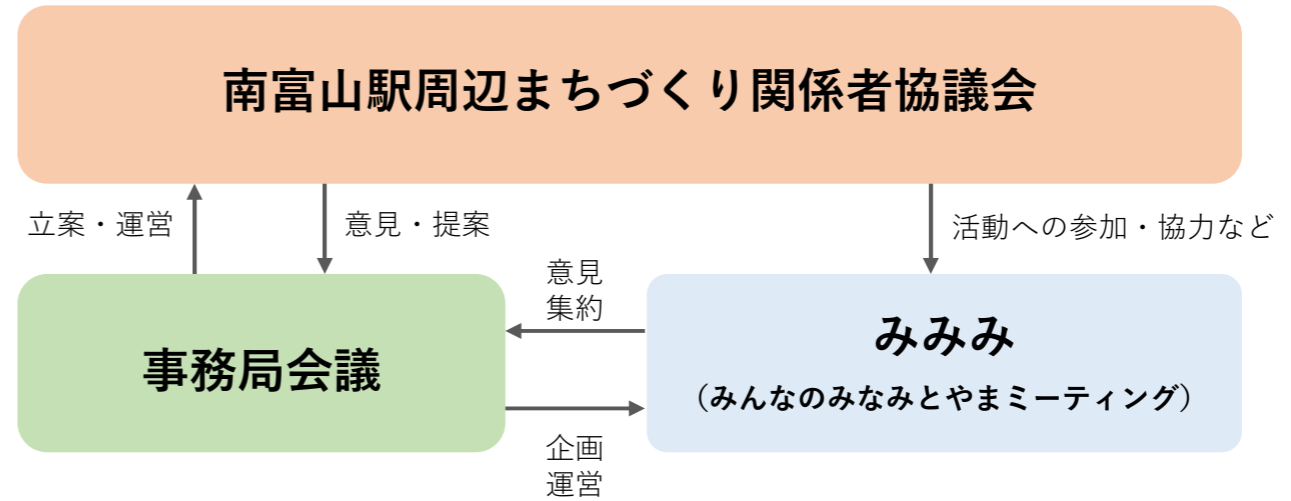 南富山駅周辺まちづくり関係者協議会
立案・運営
意見・提案
活動への参加・協力など
意見
集約
事務局会議
みみみ
（みんなのみなみとやまミーティング）
企画
運営